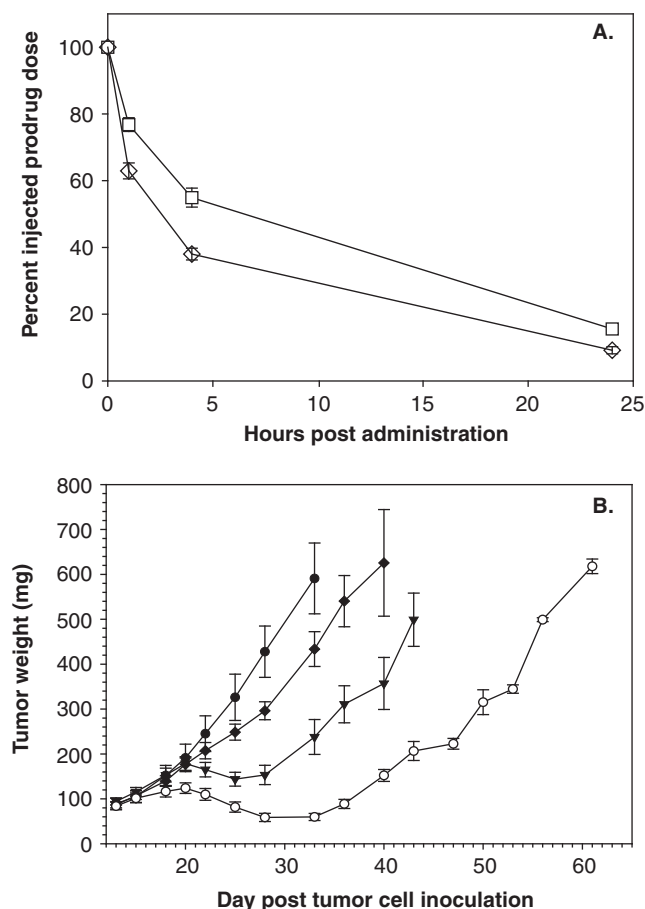 A.
Percent injected prodrug dose
100
80
60
40
20
0
0 5 10 15 20 25
Hours post administration
B.
Tumor weight (mg)
800
700
600
500
400
300
200
100
0
20 30 40 50 60
Day post tumor cell inoculation